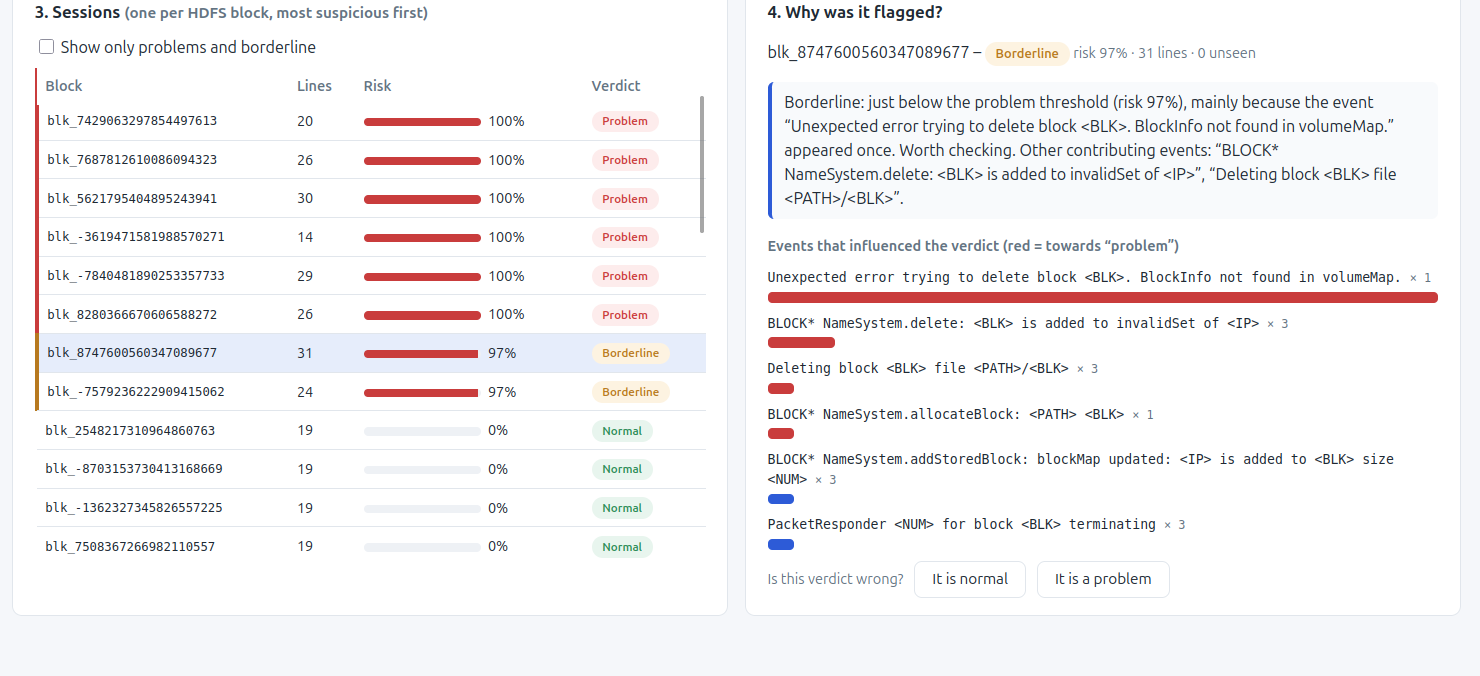 3. Sessions (one per HDFS block, most suspicious first)
Show only problems and borderline
Block Lines Risk Verdict
blk_7429063297854497613 20 100% Problem
blk_7687812610086094323 26 100% Problem
blk_5621795404895243941 30 100% Problem
blk_-3619471581988570271 14 100% Problem
blk_-7840481890253357733 29 100% Problem
blk_8280366670606588272 26 100% Problem
blk_8747600560347089677 31 97% Borderline
blk_-7579236222909415062 24 97% Borderline
blk_2548217310964860763 19 0% Normal
blk_-8703153730413168669 19 0% Normal
blk_-1362327345826557225 19 0% Normal
blk_7508367266982110557 19 0% Normal
4. Why was it flagged?
blk_8747600560347089677 – Borderline risk 97% · 31 lines · 0 unseen
Borderline: just below the problem threshold (risk 97%), mainly because the event
“Unexpected error trying to delete block <BLK>. BlockInfo not found in volumeMap.”
appeared once. Worth checking. Other contributing events: “BLOCK*
NameSystem.delete: <BLK> is added to invalidSet of <IP>”, “Deleting block <BLK> file
<PATH>/<BLK>”.
Events that influenced the verdict (red = towards “problem”)
Unexpected error trying to delete block <BLK>. BlockInfo not found in volumeMap. × 1
BLOCK* NameSystem.delete: <BLK> is added to invalidSet of <IP> × 3
Deleting block <BLK> file <PATH>/<BLK> × 3
BLOCK* NameSystem.allocateBlock: <PATH> <BLK> × 1
BLOCK* NameSystem.addStoredBlock: blockMap updated: <IP> is added to <BLK> size
<NUM> × 3
PacketResponder <NUM> for block <BLK> terminating × 3
Is this verdict wrong? It is normal It is a problem